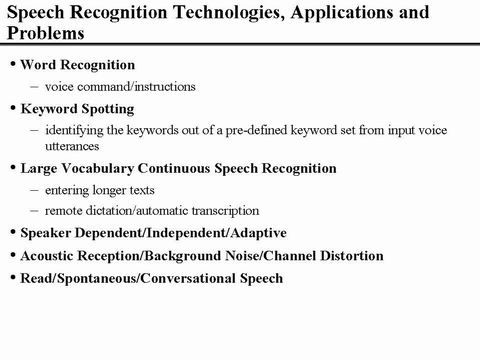 Speech Recognition Technologies, Applications and
Problems
• Word Recognition
– voice command/instructions
• Keyword Spotting
– identifying the keywords out of a pre-defined keyword set from input voice
utterances
• Large Vocabulary Continuous Speech Recognition
– entering longer texts
– remote dictation/automatic transcription
• Speaker Dependent/Independent/Adaptive
• Acoustic Reception/Background Noise/Channel Distortion
• Read/Spontaneous/Conversational Speech